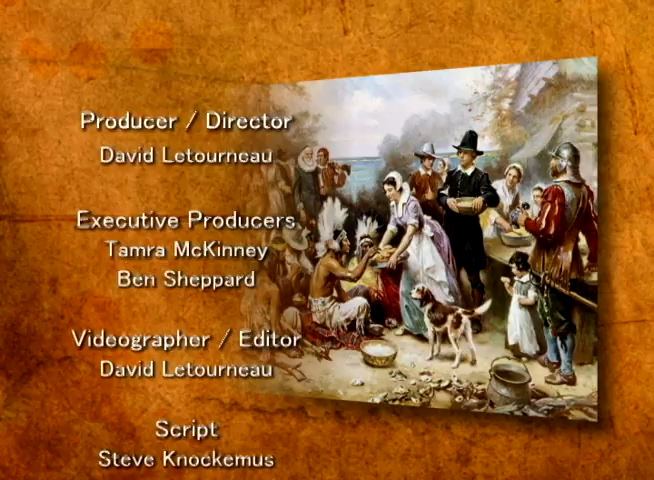 Producer / Director
David Letourneau
Executive Producers
Tamra McKinney
Ben Sheppard
Videographer / Editor
David Letourneau
Script
Steve Knockemus